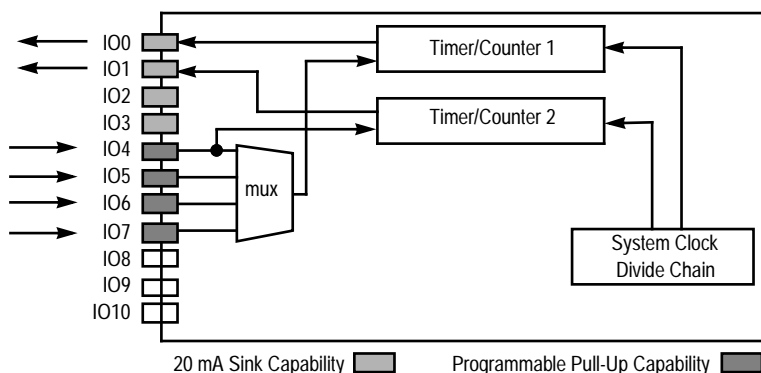 IO0
IO1
IO2
IO3
IO4
IO5
IO6
IO7
IO8
IO9
IO10
mux
Timer/Counter 1
Timer/Counter 2
System Clock
Divide Chain
20 mA Sink Capability
Programmable Pull-Up Capability